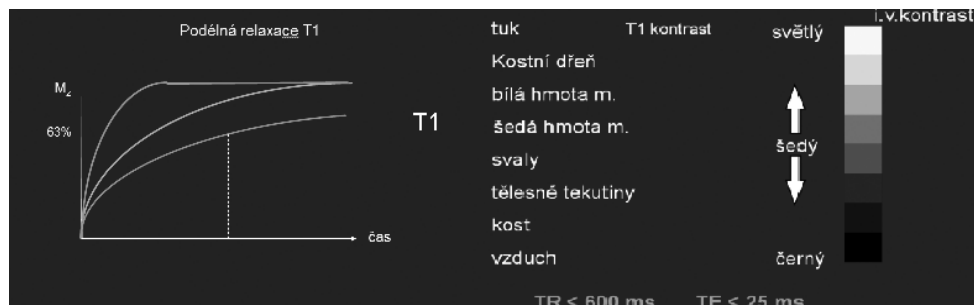 i.v.kontrast
Podélná relaxace T1
tuk
T1 kontrast
světlý
Kostní dřeň
Mz
bílá hmota m.
63%
T1
šedá hmota m.
šedý
svaly
tělesné tekutiny
kost
čas
vzduch
černý
TR < 600 ms TE < 25 ms